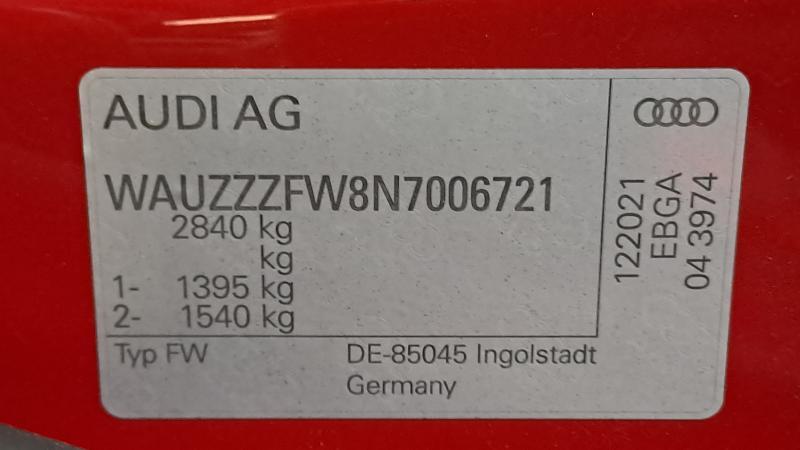 AUDI AG
WAUZZZFW8N7006721
2840 kg
kg
1- 1395 kg
2- 1540 kg
Typ FW
DE-85045 Ingolstadt
Germany
122021
EBGA
04 3974